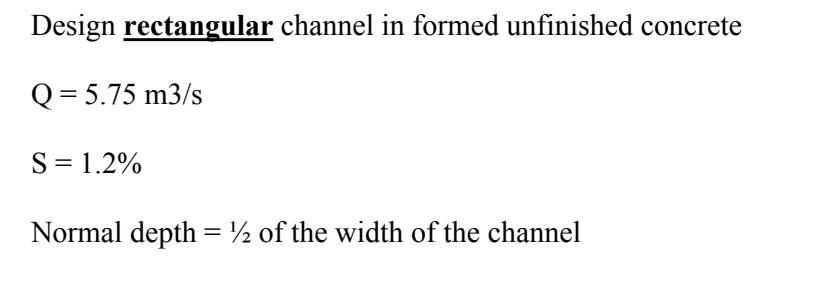 Design rectangular channel in formed unfinished concrete
Q = 5.75 m3/s
S = 1.2%
Normal depth = ½ of the width of the channel